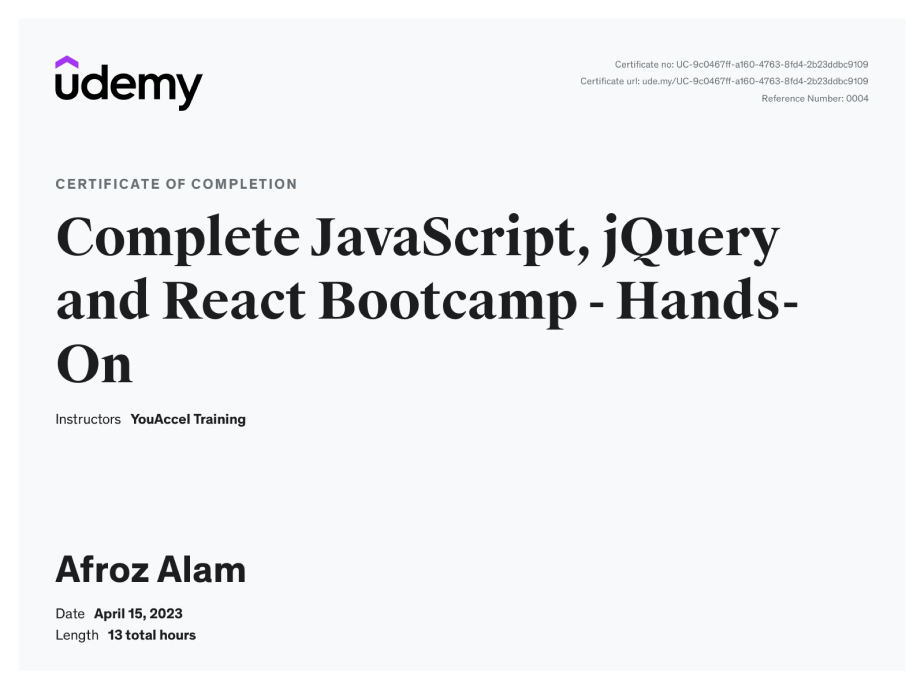 udemy
Certificate no: UC-9c0467ff-a160-4763-8fd4-2b23ddbc9109
Certificate url: ude.my/UC-9c0467ff-a160-4763-8fd4-2b23ddbc9109
Reference Number: 0004
CERTIFICATE OF COMPLETION
Complete JavaScript, jQuery
and React Bootcamp - Hands-
On
Instructors YouAccel Training
Afroz Alam
Date April 15, 2023
Length 13 total hours